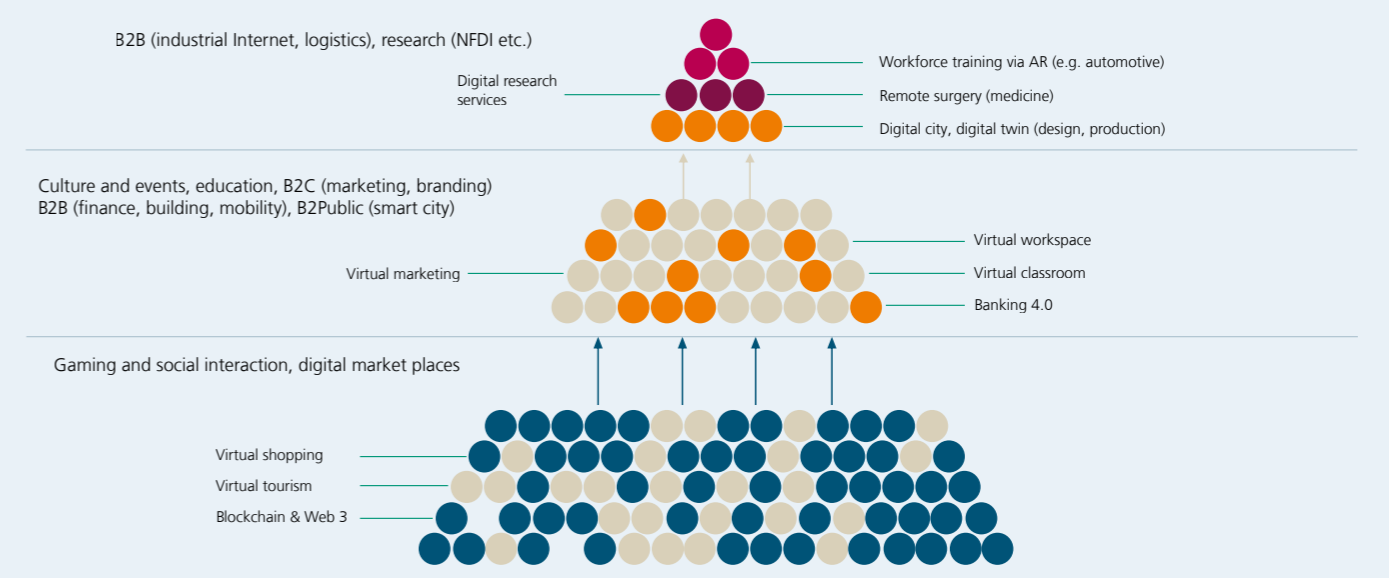 B2B (industrial Internet, logistics), research (NFDI etc.)
Digital research
services
Workforce training via AR (e.g. automotive)
Remote surgery (medicine)
Digital city, digital twin (design, production)
Culture and events, education, B2C (marketing, branding)
B2B (finance, building, mobility), B2Public (smart city)
Virtual marketing
Virtual workspace
Virtual classroom
Banking 4.0
Gaming and social interaction, digital market places
Virtual shopping
Virtual tourism
Blockchain & Web 3